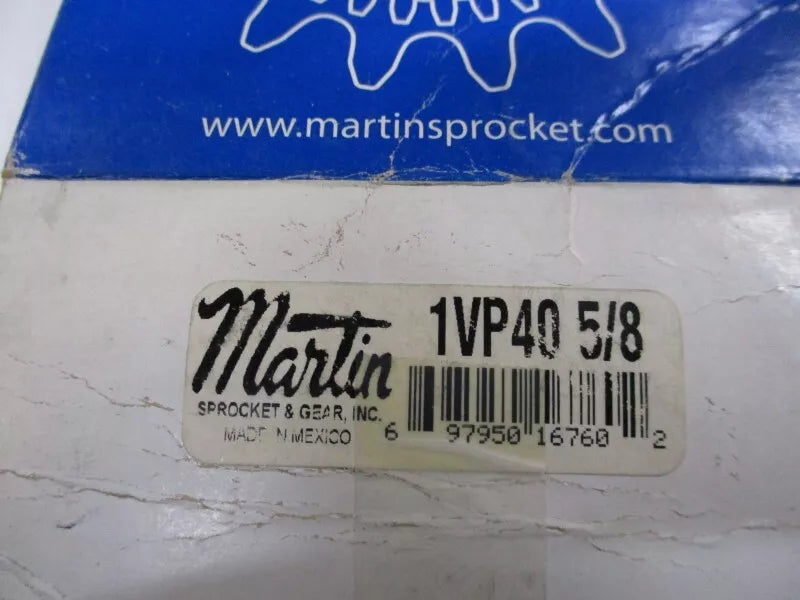 www.martinsprocket.com
Martin
SPROCKET & GEAR, INC.
MADE IN MEXICO
1VP40 5/8
6 97950 16760 2